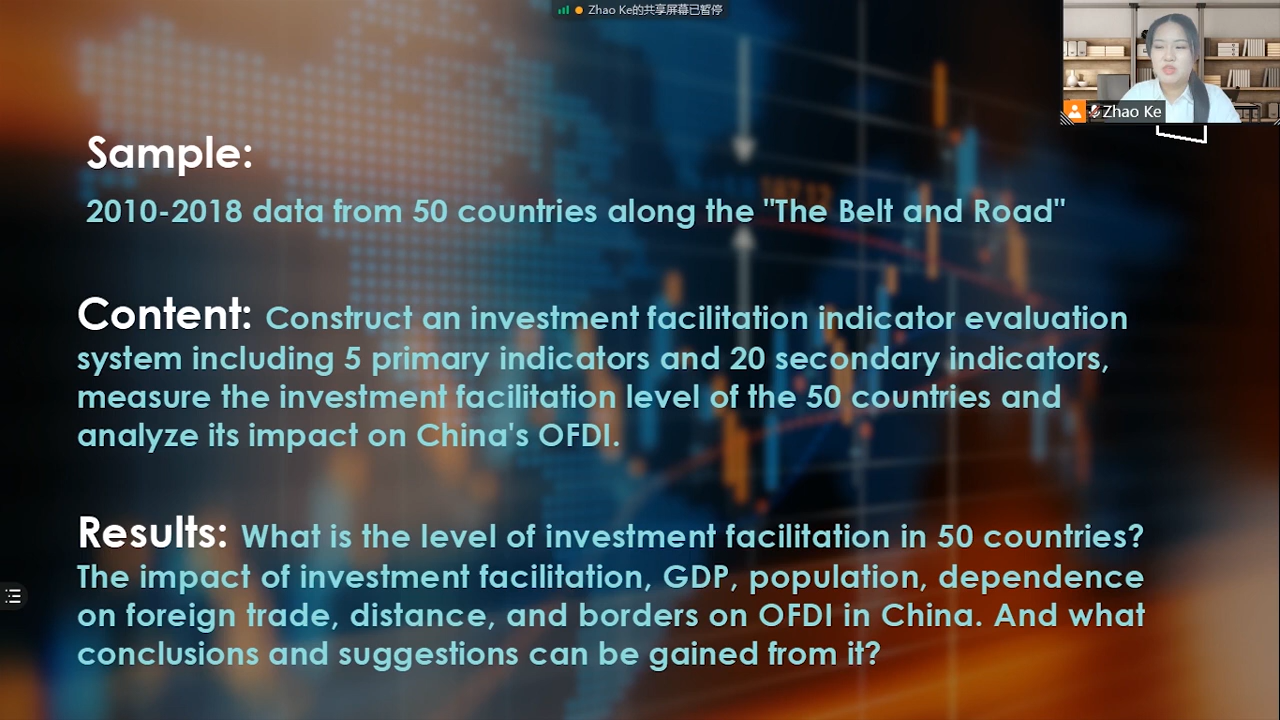 Zhao Ke的共享屏幕已暂停
Zhao Ke
Sample:
2010-2018 data from 50 countries along the "The Belt and Road"
Content: Construct an investment facilitation indicator evaluation
system including 5 primary indicators and 20 secondary indicators,
measure the investment facilitation level of the 50 countries and
analyze its impact on China's OFDI.
Results: What is the level of investment facilitation in 50 countries?
The impact of investment facilitation, GDP, population, dependence
on foreign trade, distance, and borders on OFDI in China. And what
conclusions and suggestions can be gained from it?